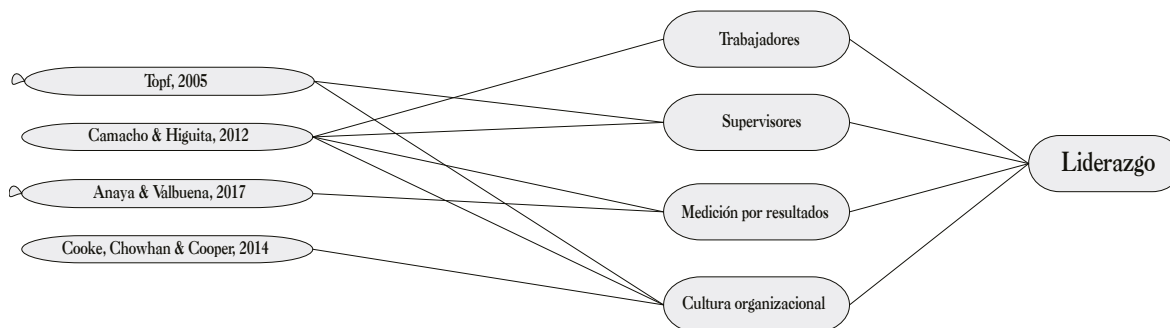 Topf, 2005
Camacho & Higuita, 2012
Anaya & Valbuena, 2017
Cooke, Chowhan & Cooper, 2014
Trabajadores
Supervisores
Medición por resultados
Cultura organizacional
Liderazgo